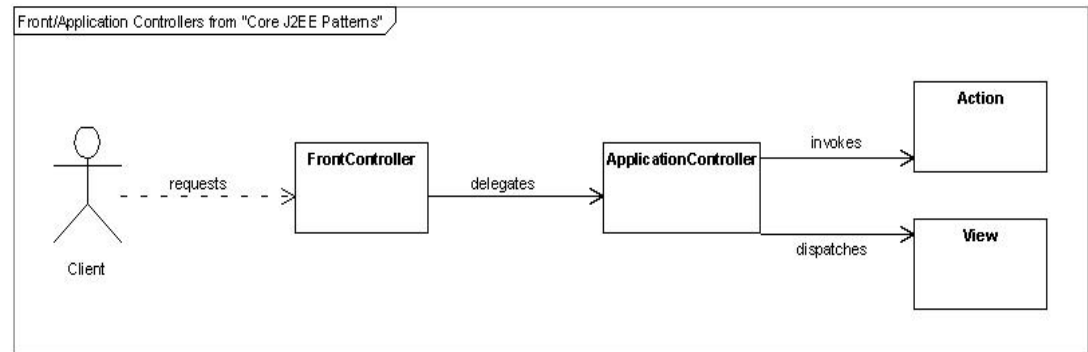 Front/Application Controllers from "Core J2EE Patterns"
Action
invokes
FrontController
ApplicationController
requests
delegates
View
dispatches
Client